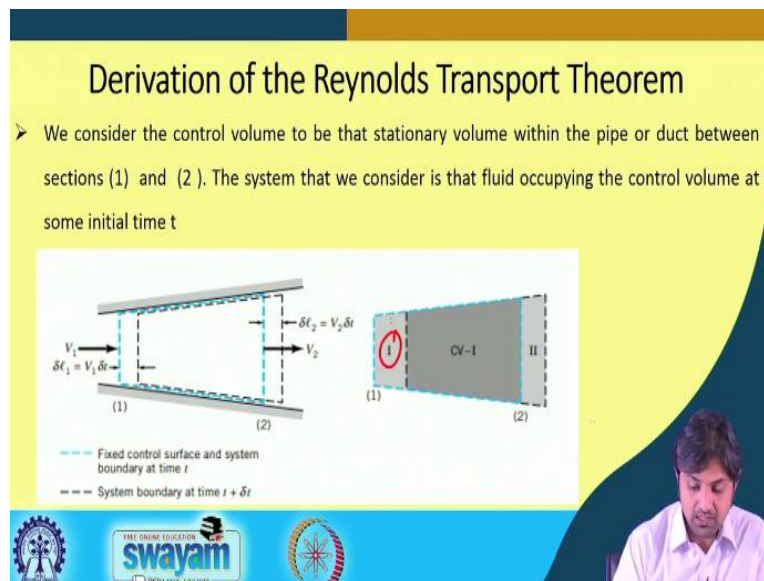 Derivation of the Reynolds Transport Theorem
➢ We consider the control volume to be that stationary volume within the pipe or duct between
sections (1) and (2 ). The system that we consider is that fluid occupying the control volume at
some initial time t
δℓ₂ = V₂δt
V₁
V₂
δℓ₁ = V₁ δt
(1)
(2)
I
CV–I
II
(1)
(2)
Fixed control surface and system
boundary at time t
System boundary at time t + δt
FREE ONLINE EDUCATION
swayam